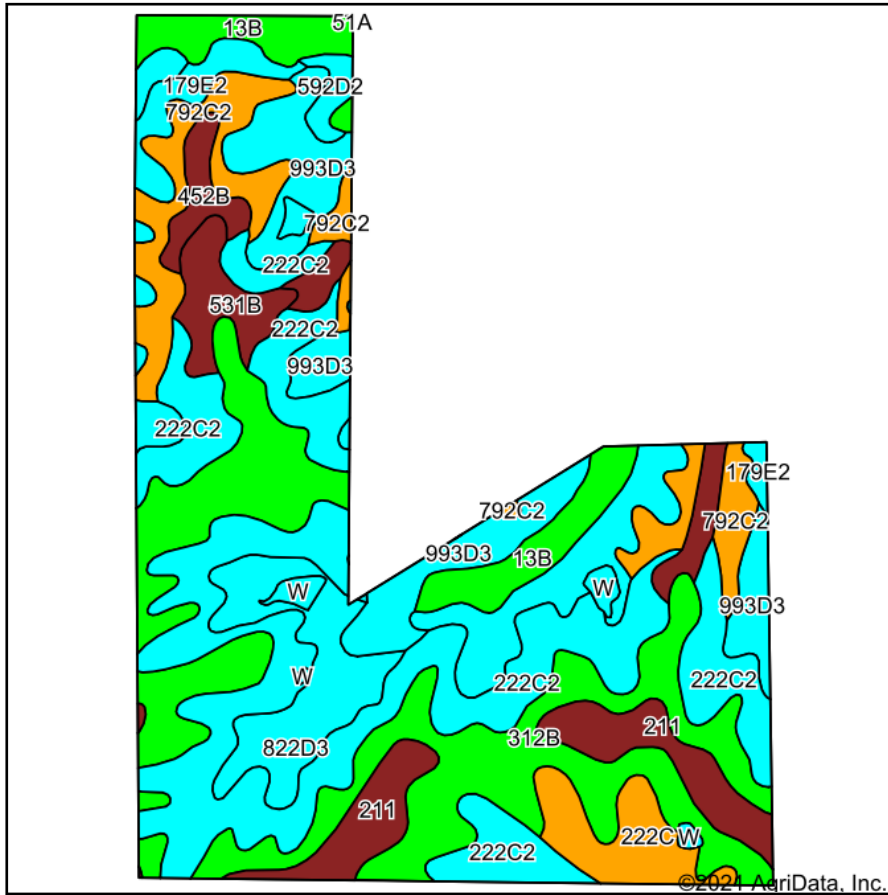 51A
13B
179E2
592D2
792C2
993D3
452B
792C2
222C2
531B
222C2
993D3
222C2
179E2
792C2
792C2
993D3
13B
W
W
993D3
W
222C2
222C2
211
312B
822D3
211
222C
W
222C2
©2024 AgriData, Inc.